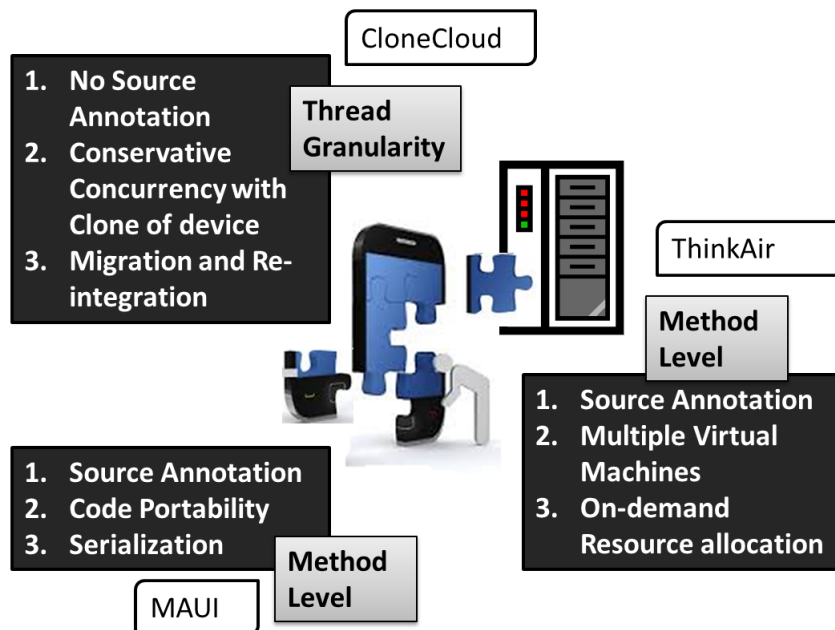 CloneCloud
1. No Source
Annotation
2. Conservative
Concurrency with
Clone of device
3. Migration and Re-
integration
Thread
Granularity
ThinkAir
Method
Level
1. Source Annotation
2. Multiple Virtual
Machines
3. On-demand
Resource allocation
1. Source Annotation
2. Code Portability
3. Serialization
Method
Level
MAUI